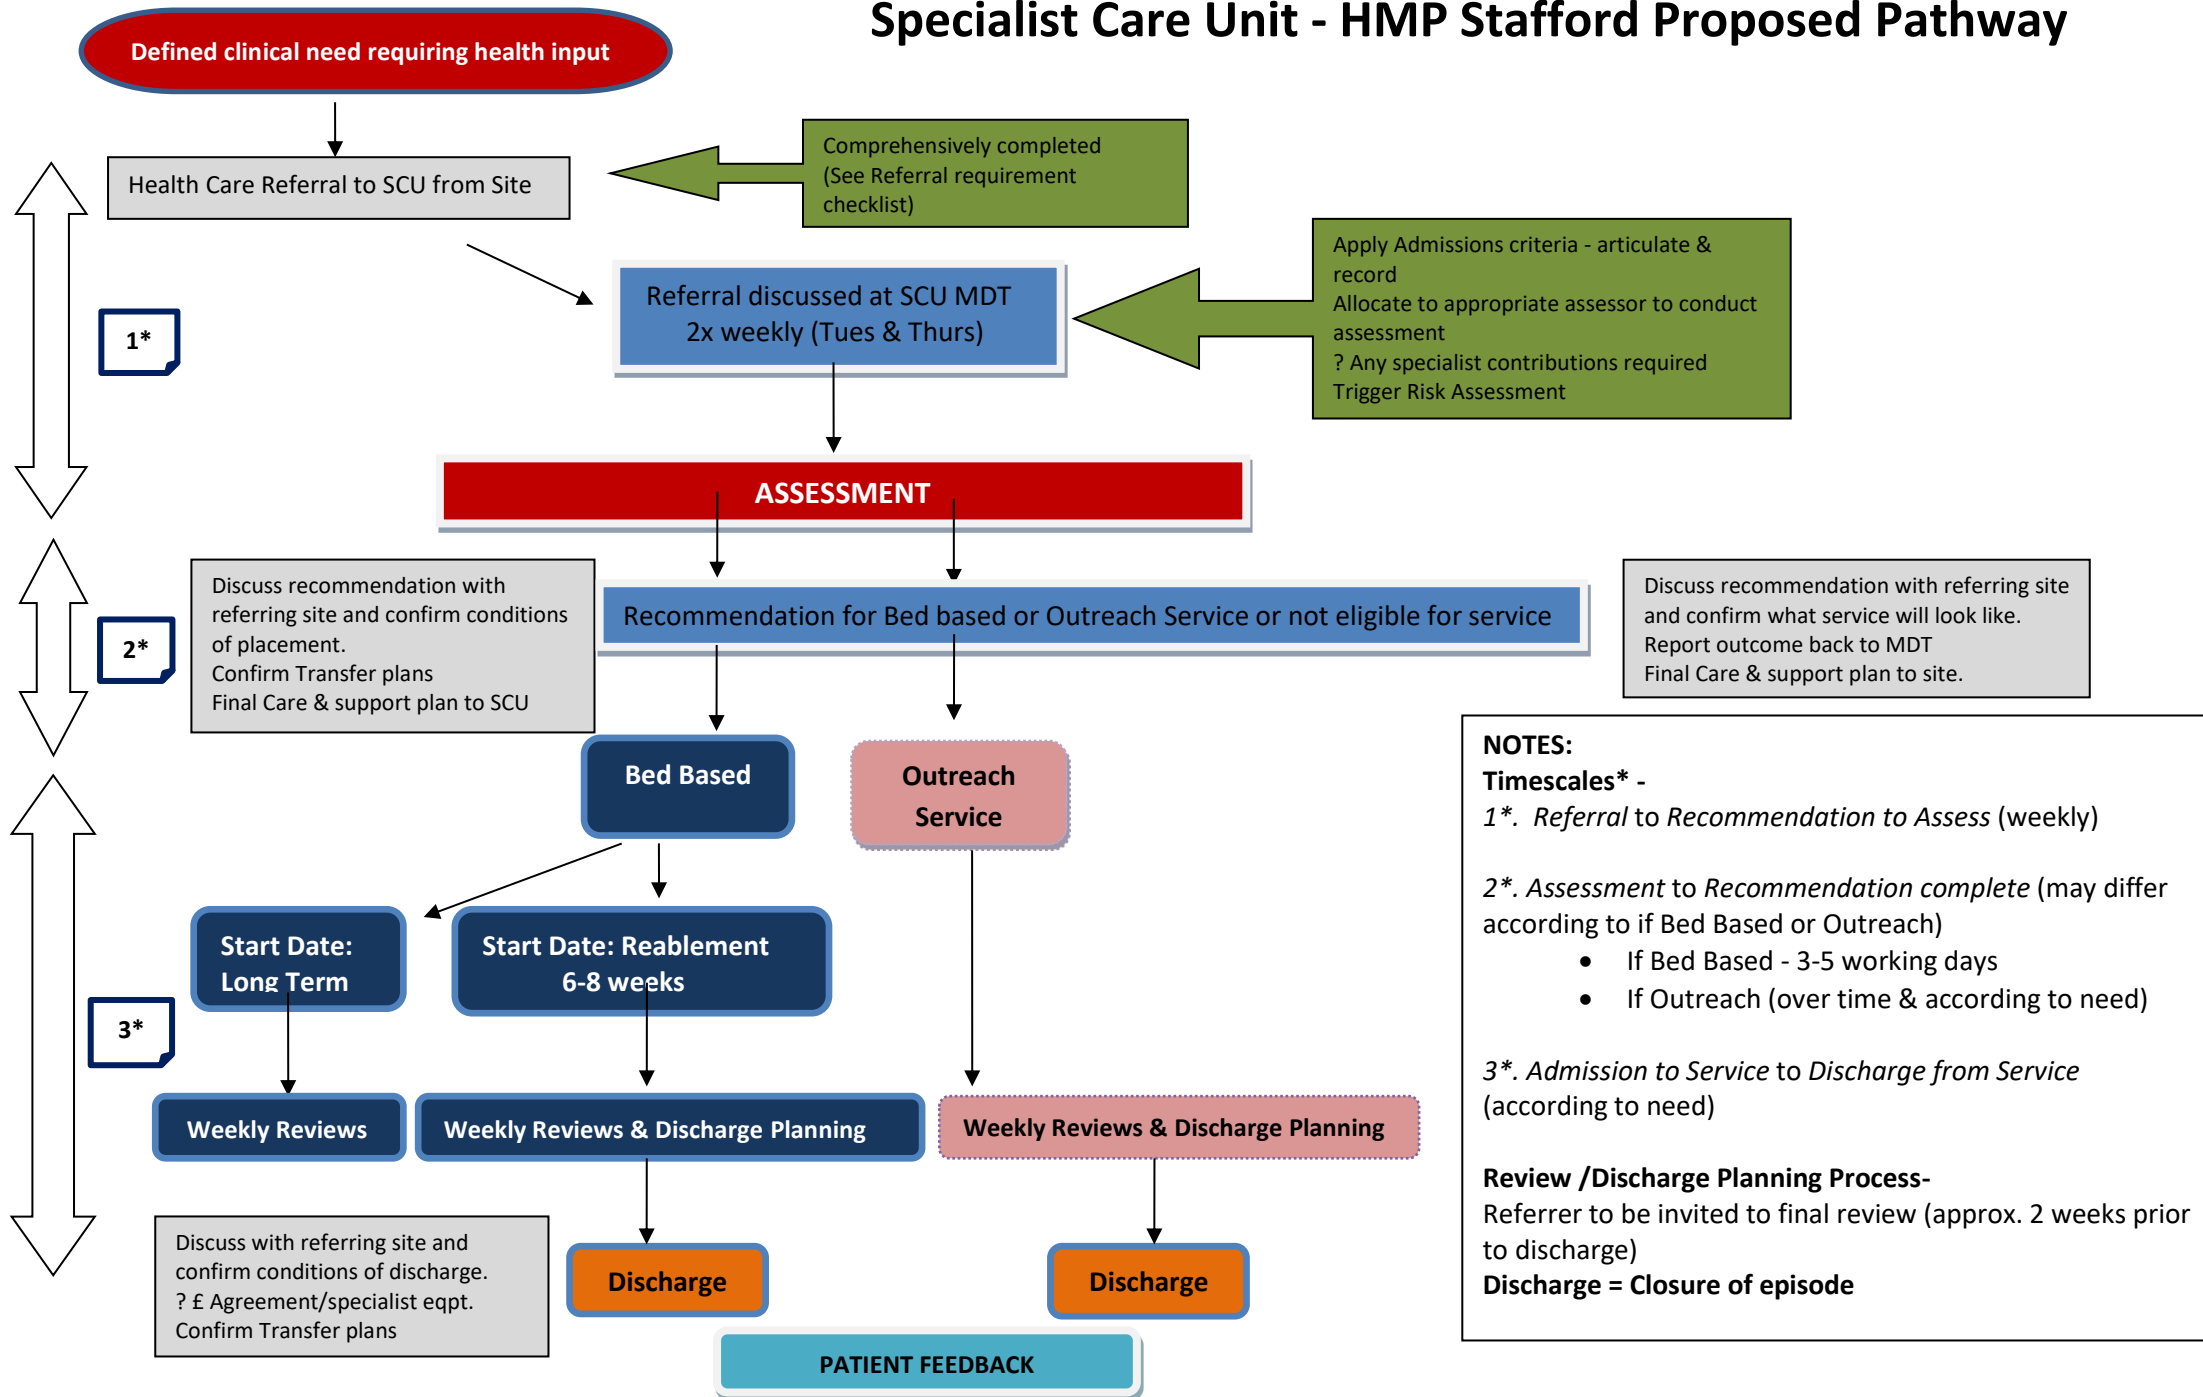 Specialist Care Unit - HMP Stafford Proposed Pathway
Defined clinical need requiring health input
Health Care Referral to SCU from Site
Comprehensively completed
(See Referral requirement
checklist)
Referral discussed at SCU MDT
2x weekly (Tues & Thurs)
Apply Admissions criteria - articulate &
record
Allocate to appropriate assessor to conduct
assessment
? Any specialist contributions required
Trigger Risk Assessment
1*
ASSESSMENT
2*
Discuss recommendation with
referring site and confirm conditions
of placement.
Confirm Transfer plans
Final Care & support plan to SCU
Recommendation for Bed based or Outreach Service or not eligible for service
Discuss recommendation with referring site
and confirm what service will look like.
Report outcome back to MDT
Final Care & support plan to site.
Bed Based
Outreach
Service
Start Date:
Long Term
Start Date: Reablement
6-8 weeks
3*
Weekly Reviews
Weekly Reviews & Discharge Planning
Weekly Reviews & Discharge Planning
Discuss with referring site and
confirm conditions of discharge.
? £ Agreement/specialist eqpt.
Confirm Transfer plans
Discharge
Discharge
PATIENT FEEDBACK
NOTES:
Timescales* -
1*. Referral to Recommendation to Assess (weekly)
2*. Assessment to Recommendation complete (may differ
according to if Bed Based or Outreach)
• If Bed Based - 3-5 working days
• If Outreach (over time & according to need)
3*. Admission to Service to Discharge from Service
(according to need)
Review /Discharge Planning Process-
Referrer to be invited to final review (approx. 2 weeks prior
to discharge)
Discharge = Closure of episode